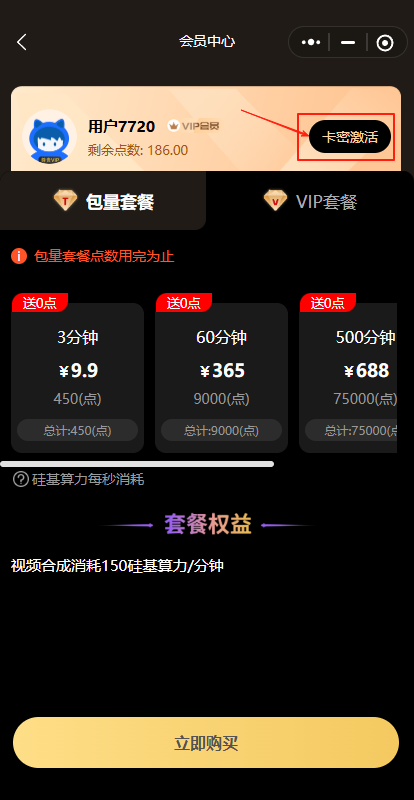 会员中心
用户7720 VIP会员
剩余点数: 186.00
卡密激活
包量套餐
VIP套餐
包量套餐点数用完为止
送0点
3分钟
¥9.9
450(点)
总计:450(点)
送0点
60分钟
¥365
9000(点)
总计:9000(点)
送0点
500分钟
¥688
75000(点)
总计:75000(点
硅基算力每秒消耗
套餐权益
视频合成消耗150硅基算力/分钟
立即购买